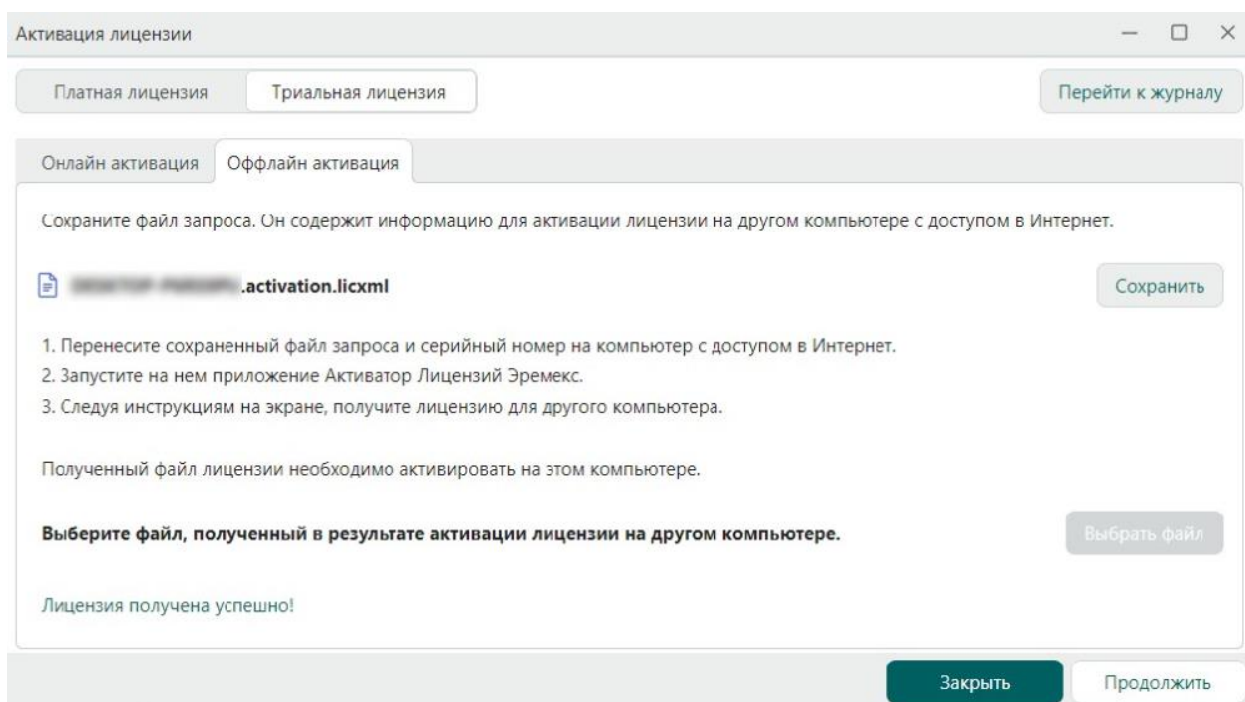 Активация лицензии
Платная лицензия Триальная лицензия Перейти к журналу
Онлайн активация Оффлайн активация
Сохраните файл запроса. Он содержит информацию для активации лицензии на другом компьютере с доступом в Интернет.
.activation.licxml Сохранить
1. Перенесите сохраненный файл запроса и серийный номер на компьютер с доступом в Интернет.
2. Запустите на нем приложение Активатор Лицензий Эремекс.
3. Следуя инструкциям на экране, получите лицензию для другого компьютера.
Полученный файл лицензии необходимо активировать на этом компьютере.
Выберите файл, полученный в результате активации лицензии на другом компьютере. Выбрать файл
Лицензия получена успешно!
Закрыть Продолжить